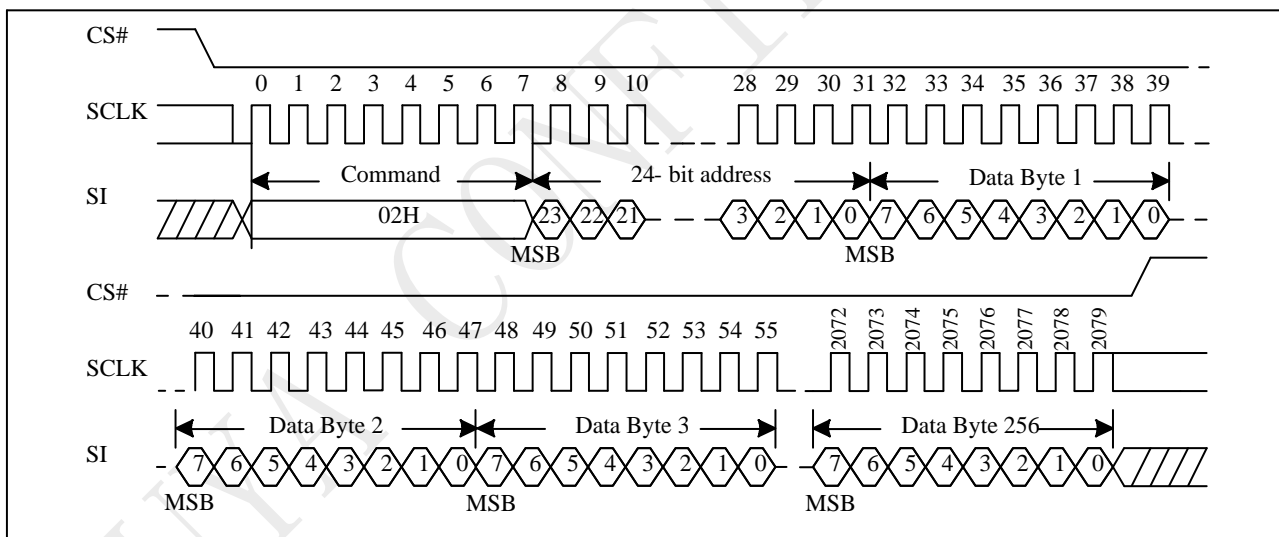 CS#
0 1 2 3 4 5 6 7 8 9 10 28 29 30 31 32 33 34 35 36 37 38 39
SCLK
Command 24- bit address Data Byte 1
SI
02H 23 22 21 3 2 1 0 7 6 5 4 3 2 1 0
MSB MSB
CS#
40 41 42 43 44 45 46 47 48 49 50 51 52 53 54 55 2072 2073 2074 2075 2076 2077 2078 2079
SCLK
Data Byte 2 Data Byte 3 Data Byte 256
SI
7 6 5 4 3 2 1 0 7 6 5 4 3 2 1 0 7 6 5 4 3 2 1 0
MSB MSB MSB